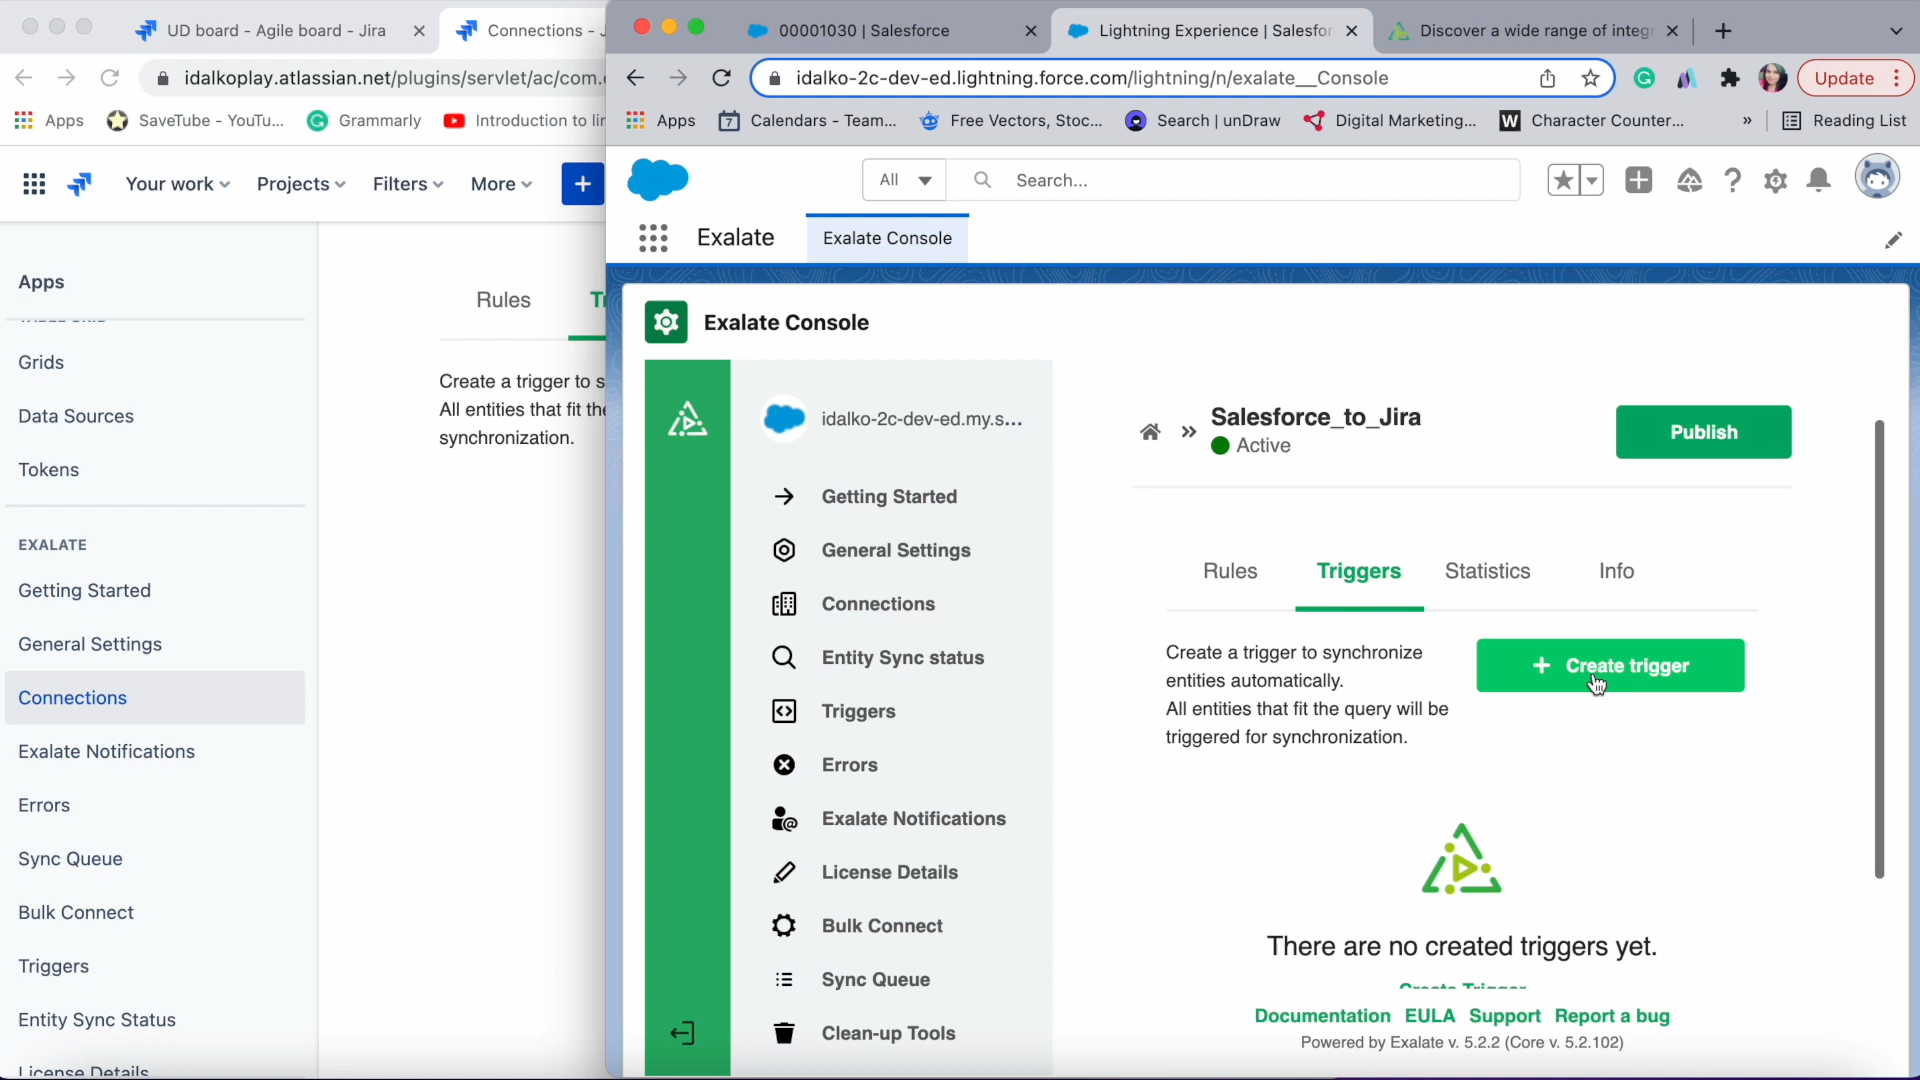 UD board - Agile board - Jira
Connections - J
idalkoplay.atlassian.net/plugins/servlet/ac/com.
Apps
SaveTube - YouTu...
Grammarly
Introduction to lin
Your work
Projects
Filters
More
Apps
Grids
Data Sources
Tokens
EXALATE
Getting Started
General Settings
Connections
Exalate Notifications
Errors
Sync Queue
Bulk Connect
Triggers
Entity Sync Status
License Details
Rules
Create a trigger to s
All entities that fit the
synchronization.
00001030 | Salesforce
Lightning Experience | Salesfor
Discover a wide range of integ
idalko-2c-dev-ed.lightning.force.com/lightning/n/exalate__Console
Update
Apps
7
Calendars - Team...
Free Vectors, Stoc...
Search | unDraw
Digital Marketing...
W
Character Counter...
»
Reading List
All
Search...
Exalate
Exalate Console
Exalate Console
idalko-2c-dev-ed.my.s...
Getting Started
General Settings
Connections
Entity Sync status
Triggers
Errors
Exalate Notifications
License Details
Bulk Connect
Sync Queue
Clean-up Tools
Salesforce_to_Jira
Active
Publish
Rules
Triggers
Statistics
Info
Create a trigger to synchronize
entities automatically.
All entities that fit the query will be
triggered for synchronization.
+ Create trigger
There are no created triggers yet.
Create Trigger
Documentation EULA Support Report a bug
Powered by Exalate v. 5.2.2 (Core v. 5.2.102)